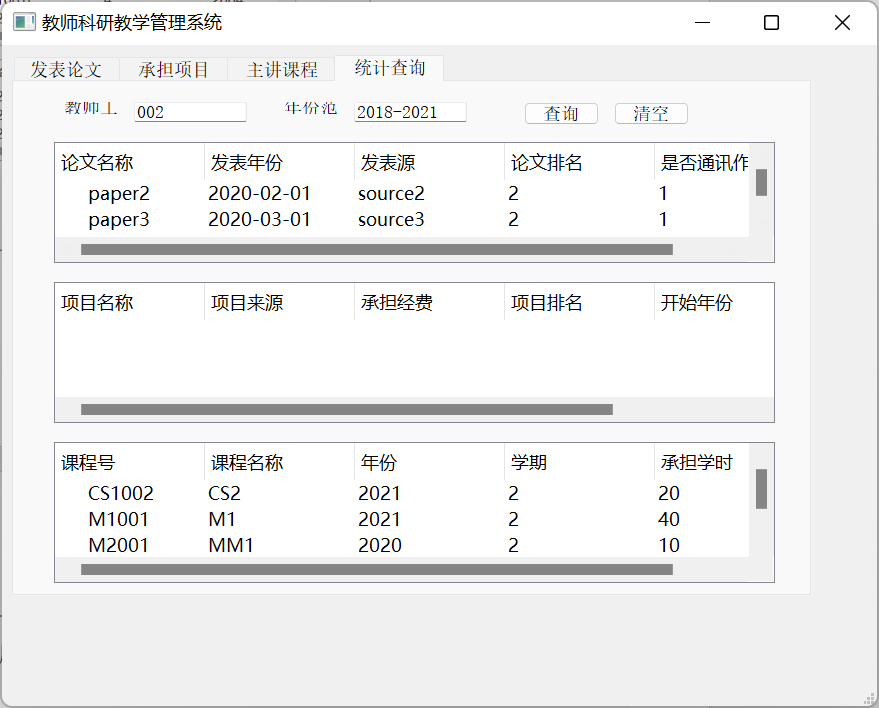 教师科研教学管理系统
发表论文 承担项目 主讲课程 统计查询
教师工 002 年份范 2018-2021 查询 清空
论文名称 发表年份 发表源 论文排名 是否通讯作
paper2 2020-02-01 source2 2 1
paper3 2020-03-01 source3 2 1
项目名称 项目来源 承担经费 项目排名 开始年份
课程号 课程名称 年份 学期 承担学时
CS1002 CS2 2021 2 20
M1001 M1 2021 2 40
M2001 MM1 2020 2 10